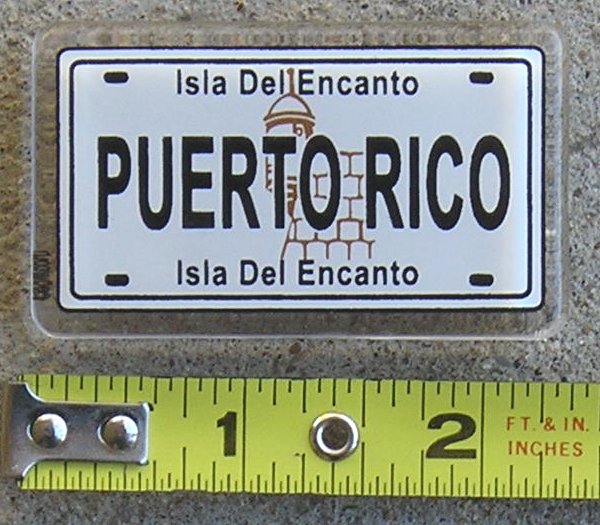 Isla Del Encanto
PUERTO RICO
Isla Del Encanto
1 2 FT. & IN.
INCHES